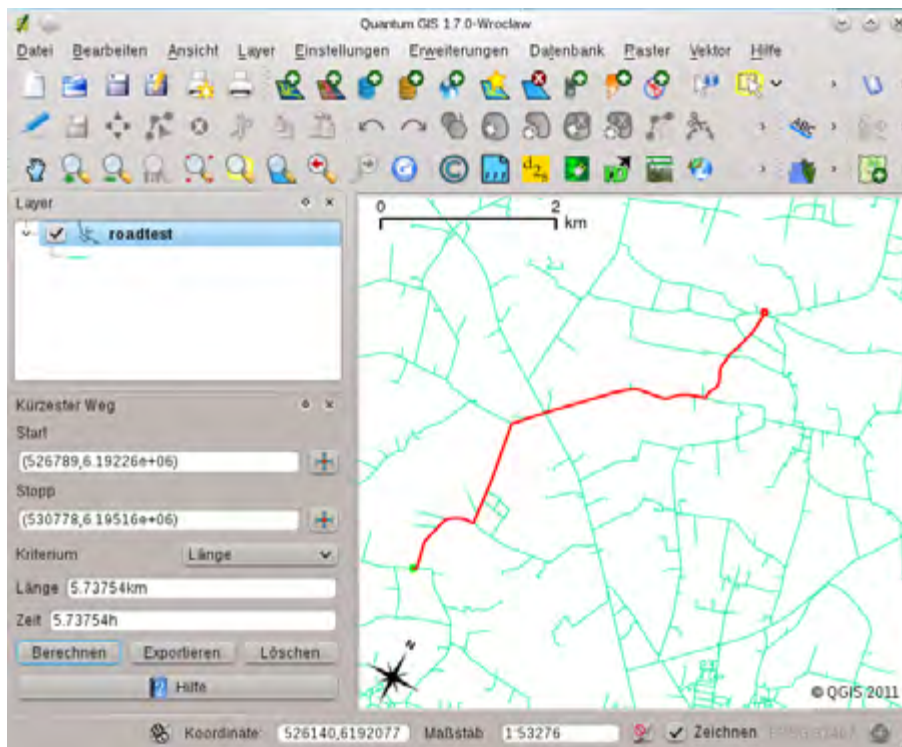 Quantum GIS 1.7.0-Wroclaw
Datei Bearbeiten Ansicht Layer Einstellungen Erweiterungen Datenbank Raster Vektor Hilfe
ABC
Layer
roadtest
0 2
km
Kürzester Weg
Start
(526789,6.19226e+06)
Stopp
(530778,6.19516e+06)
Kriterium Länge
Länge 5.73754km
Zeit 5.73754h
Berechnen Exportieren Löschen
Hilfe
N
© QGIS 2011
Koordinate: 526140,6192077 Maßstab 1:53276 Zeichnen